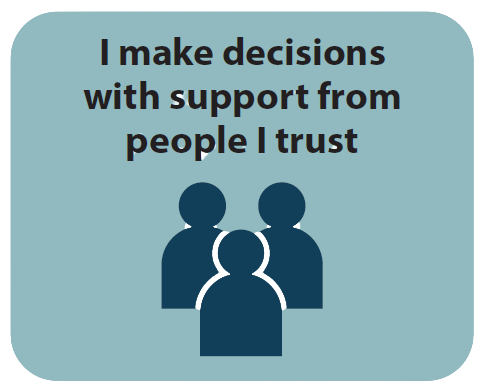 I make decisions
with support from
people I trust